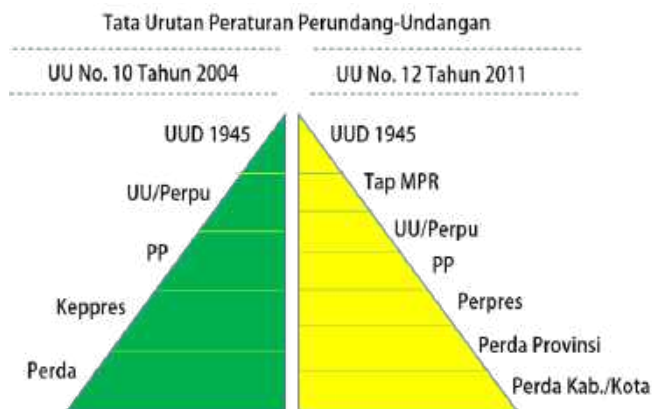 Tata Urutan Peraturan Perundang-Undangan
UU No. 10 Tahun 2004
UUD 1945
UU/Perpu
PP
Keppres
Perda
UU No. 12 Tahun 2011
UUD 1945
Tap MPR
UU/Perpu
PP
Perpres
Perda Provinsi
Perda Kab./Kota